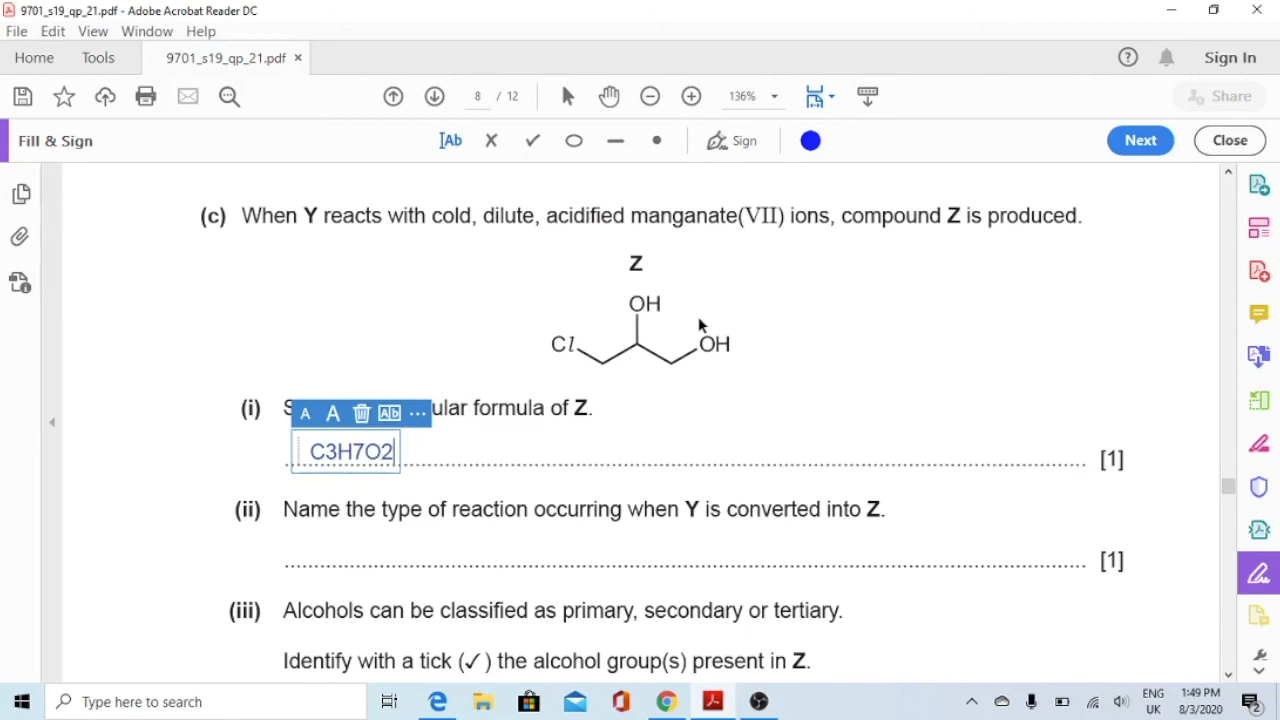 9701_s19_qp_21.pdf - Adobe Acrobat Reader DC
File Edit View Window Help
Home Tools 9701_s19_qp_21.pdf × Sign In
8 / 12 136% Share
Fill & Sign Ab Sign Next Close
(c) When Y reacts with cold, dilute, acidified manganate(VII) ions, compound Z is produced.
Z
OH
Cl OH
(i) S ular formula of Z.
A A Ab ...
C3H7O2 [1]
(ii) Name the type of reaction occurring when Y is converted into Z.
[1]
(iii) Alcohols can be classified as primary, secondary or tertiary.
Identify with a tick (✓) the alcohol group(s) present in Z.
Type here to search
ENG 1:49 PM
UK 8/3/2020 2